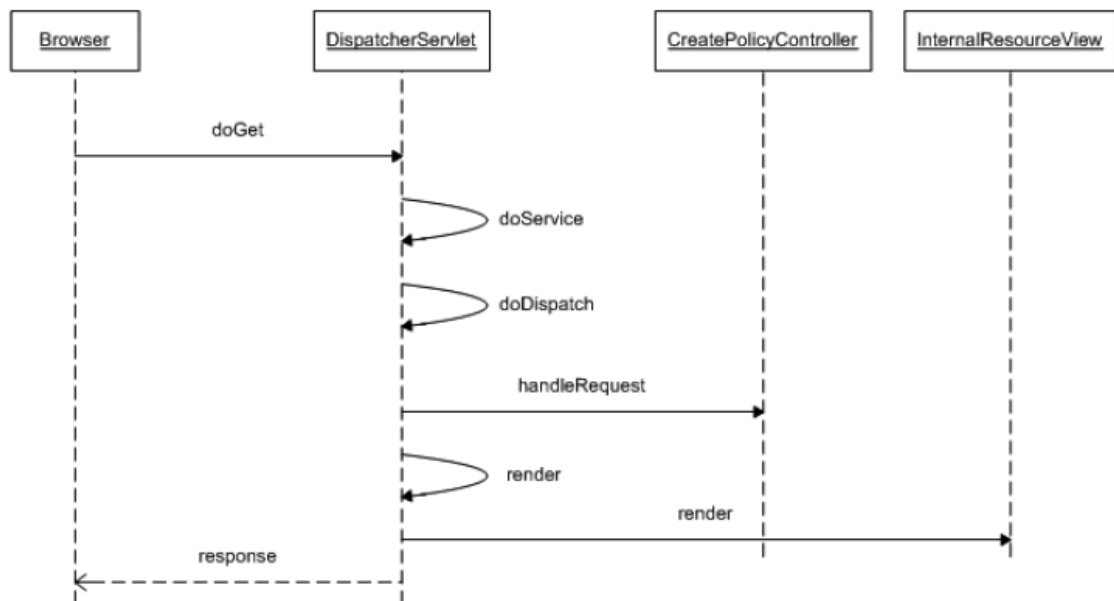 Browser
DispatcherServlet
CreatePolicyController
InternalResourceView
doGet
doService
doDispatch
handleRequest
render
render
response